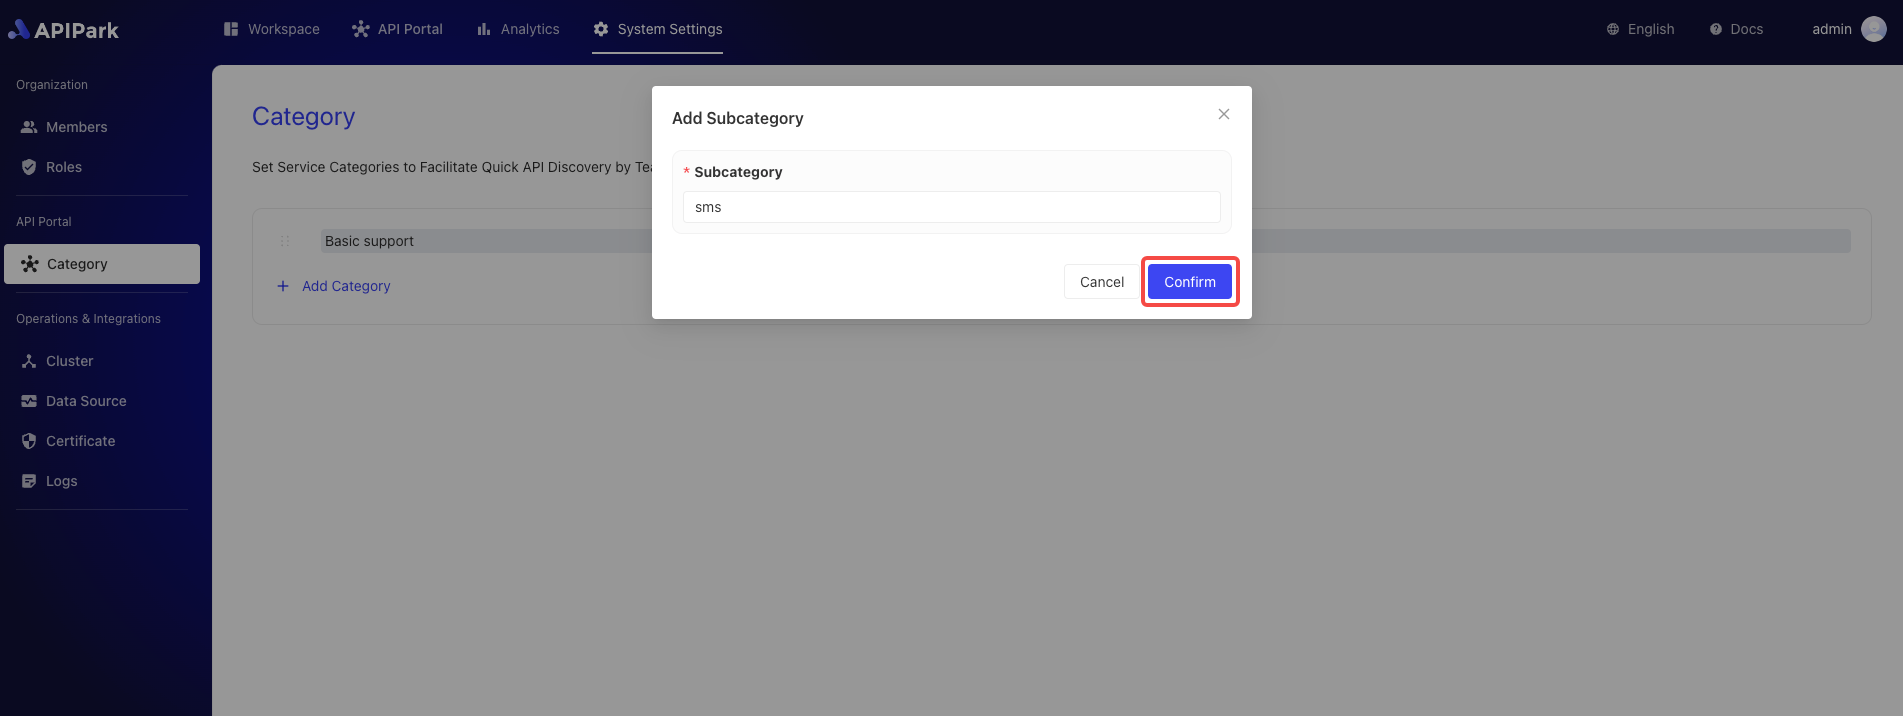 APIPark
Workspace
API Portal
Analytics
System Settings
English
Docs
admin
Organization
Members
Roles
API Portal
Category
Operations & Integrations
Cluster
Data Source
Certificate
Logs
Category
Set Service Categories to Facilitate Quick API Discovery by Te
Basic support
Add Category
Add Subcategory
* Subcategory
sms
Cancel
Confirm